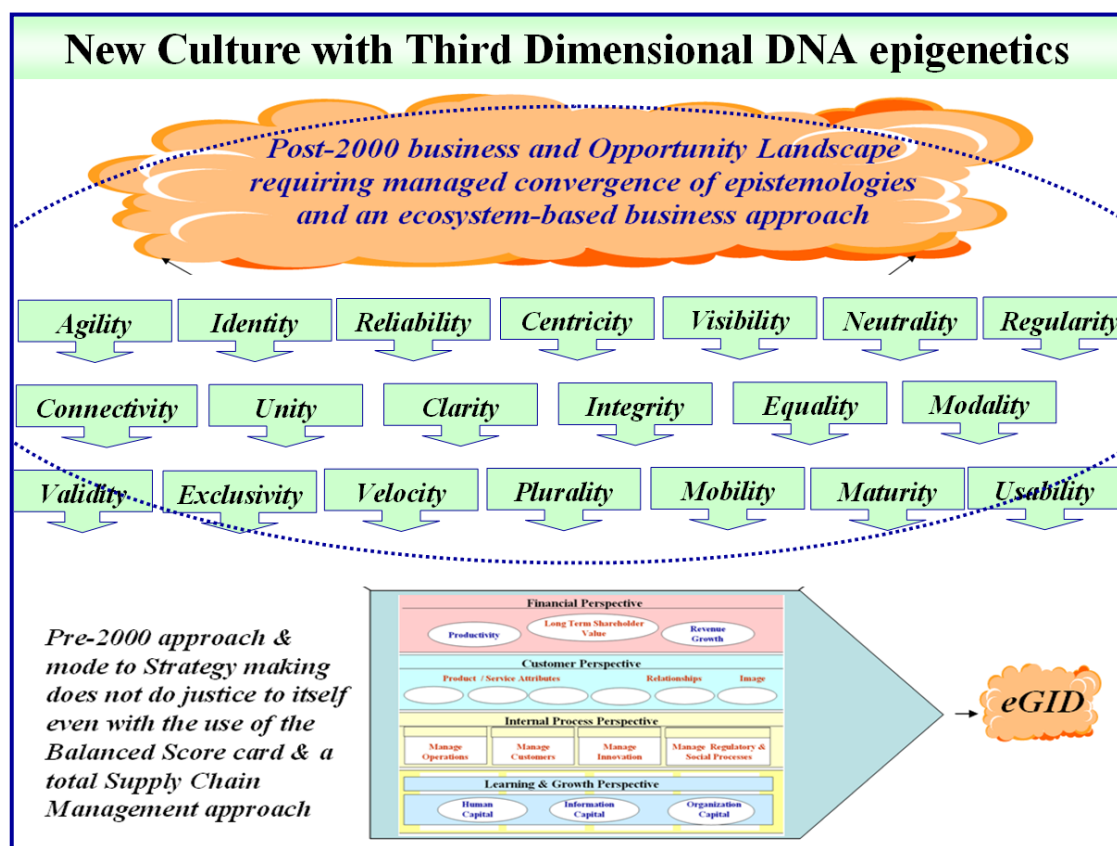 New Culture with Third Dimensional DNA epigenetics
Post-2000 business and Opportunity Landscape
requiring managed convergence of epistemologies
and an ecosystem-based business approach
Agility Identity Reliability Centricity Visibility Neutrality Regularity
Connectivity Unity Clarity Integrity Equality Modality
Validity Exclusivity Velocity Plurality Mobility Maturity Usability
Pre-2000 approach &
mode to Strategy making
does not do justice to itself
even with the use of the
Balanced Score card & a
total Supply Chain
Management approach
Financial Perspective
Productivity
Long Term Shareholder
Value
Revenue
Growth
Customer Perspective
Product / Service Attributes Relationships Image
Internal Process Perspective
Manage
Operations
Manage
Customers
Manage
Innovation
Manage Regulatory &
Social Processes
Learning & Growth Perspective
Human
Capital
Information
Capital
Organization
Capital
eGID